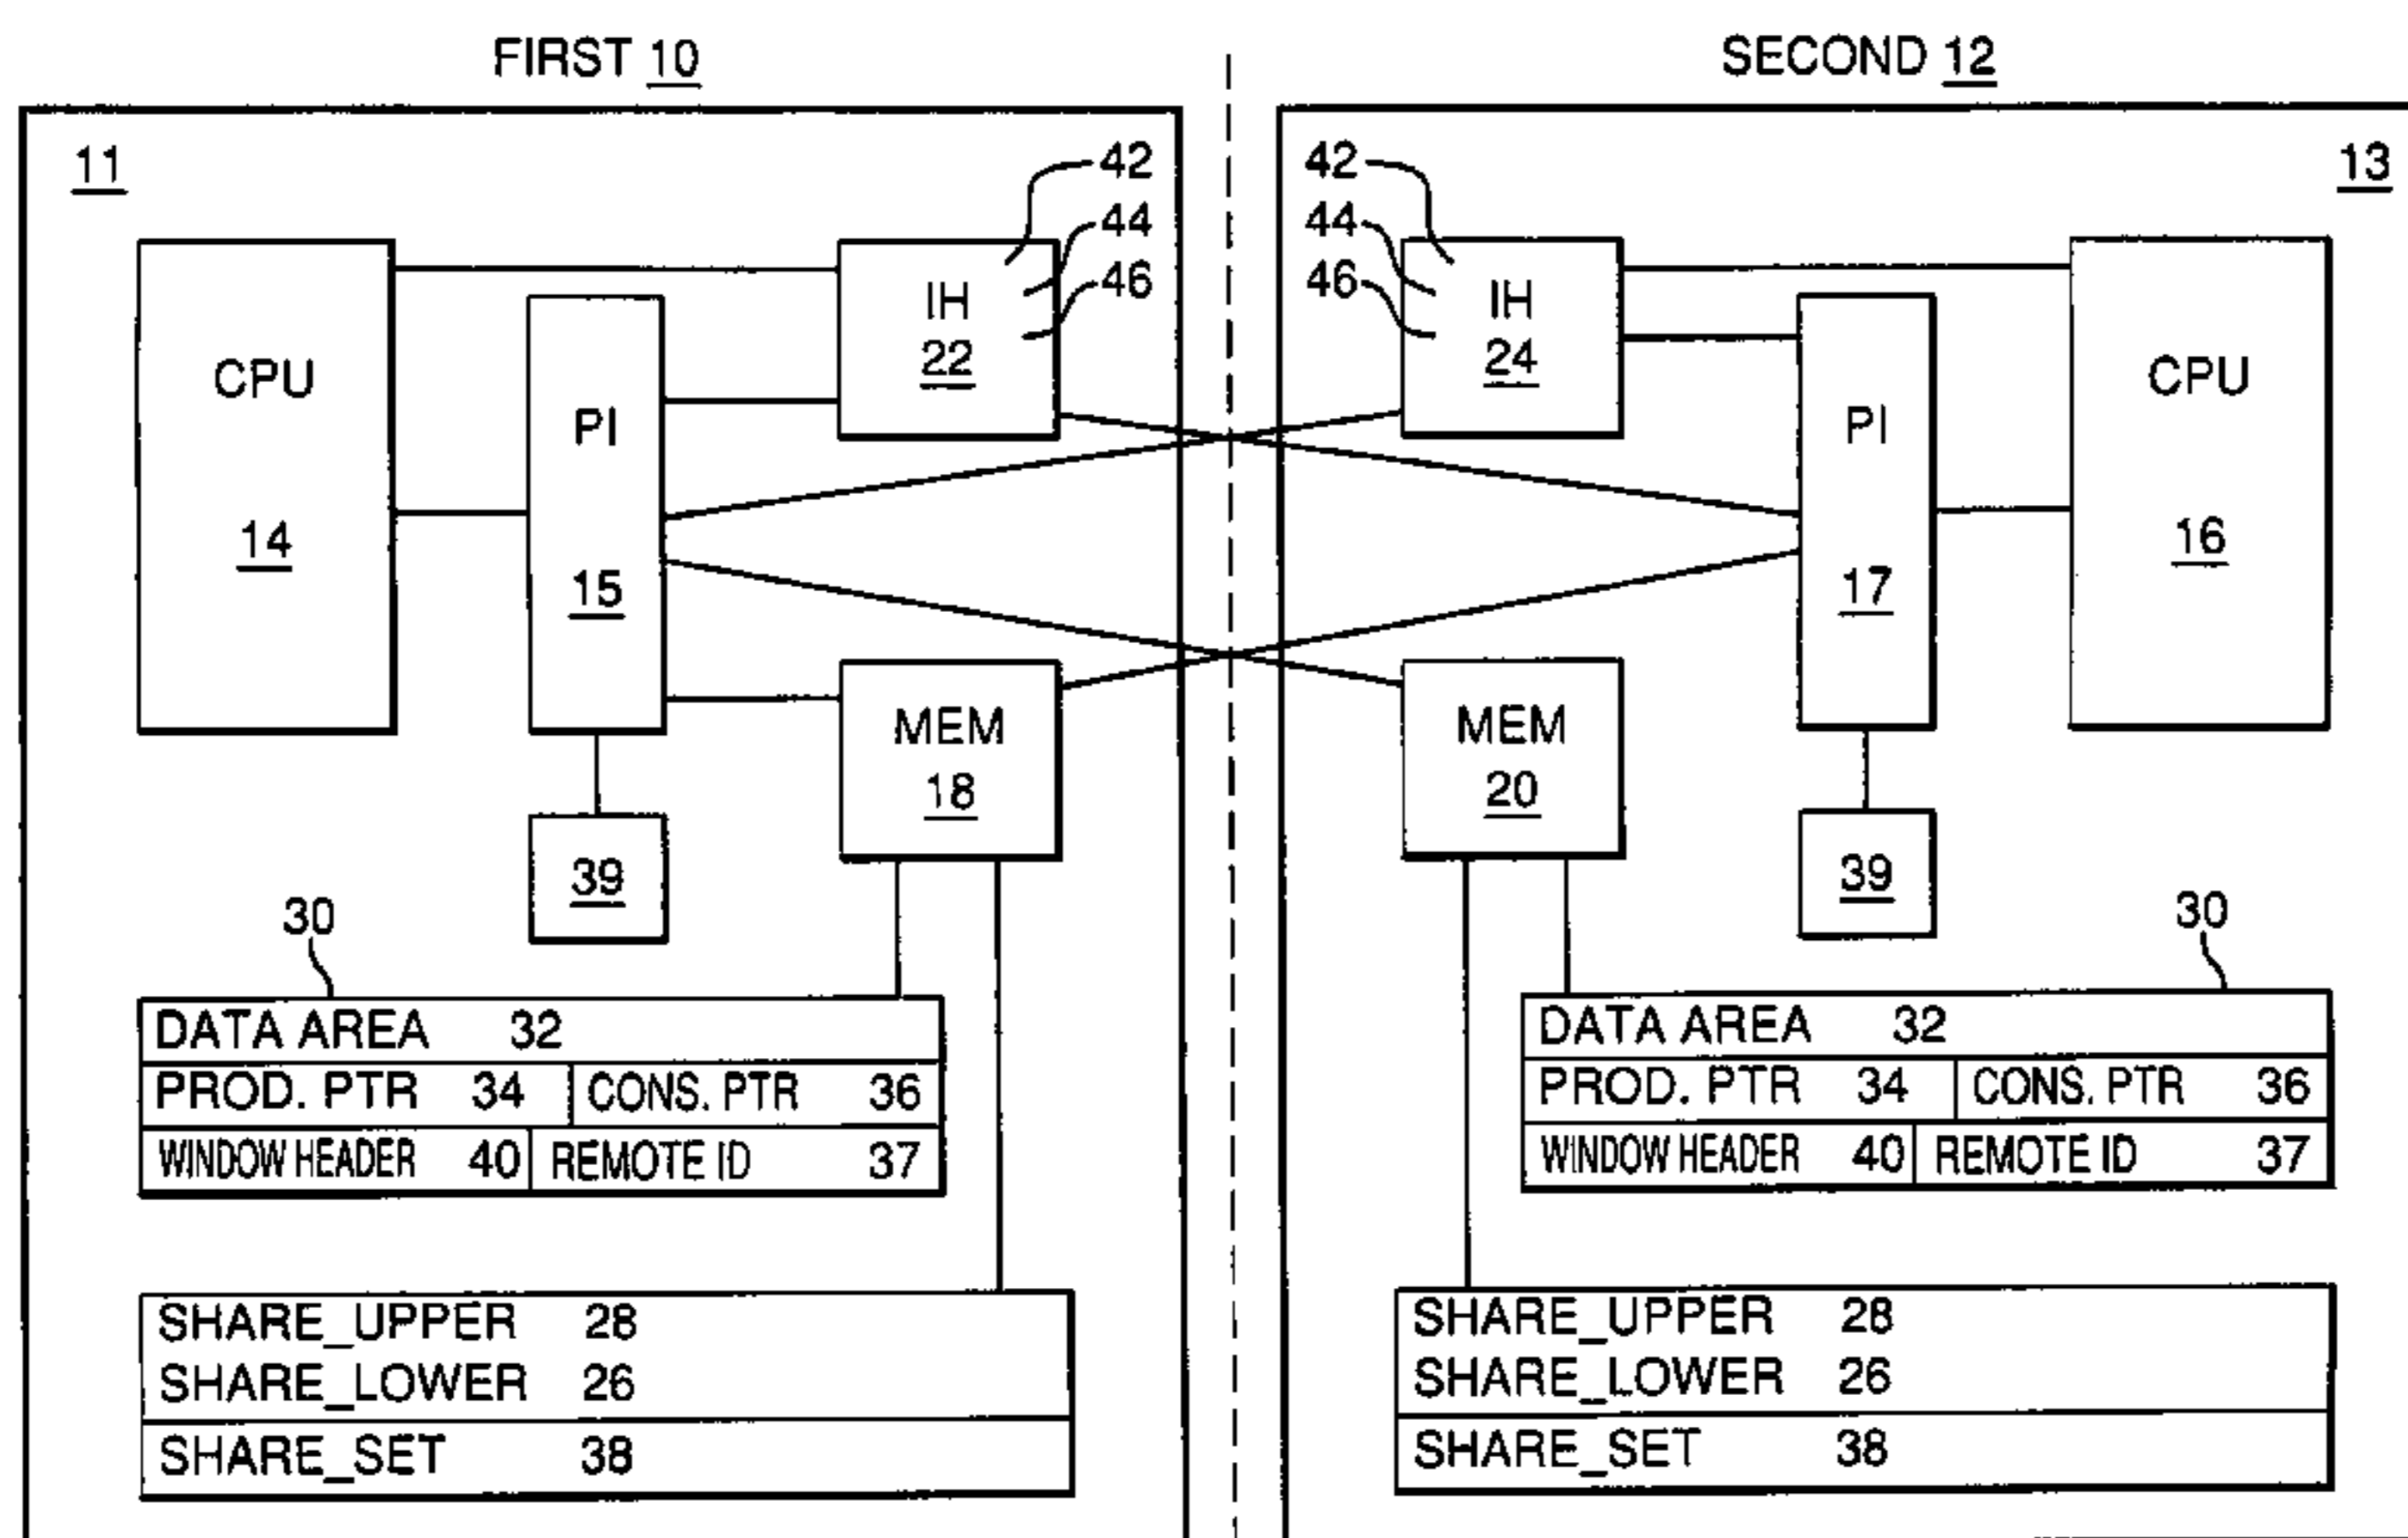 FIRST 10
SECOND 12
11
42
44
46
IH
22
CPU
14
PI
15
MEM
18
39
30
DATA AREA 32
PROD. PTR 34 CONS. PTR 36
WINDOW HEADER 40 REMOTE ID 37
SHARE_UPPER 28
SHARE_LOWER 26
SHARE_SET 38
13
42
44
46
IH
24
CPU
16
PI
17
MEM
20
39
30
DATA AREA 32
PROD. PTR 34 CONS. PTR 36
WINDOW HEADER 40 REMOTE ID 37
SHARE_UPPER 28
SHARE_LOWER 26
SHARE_SET 38